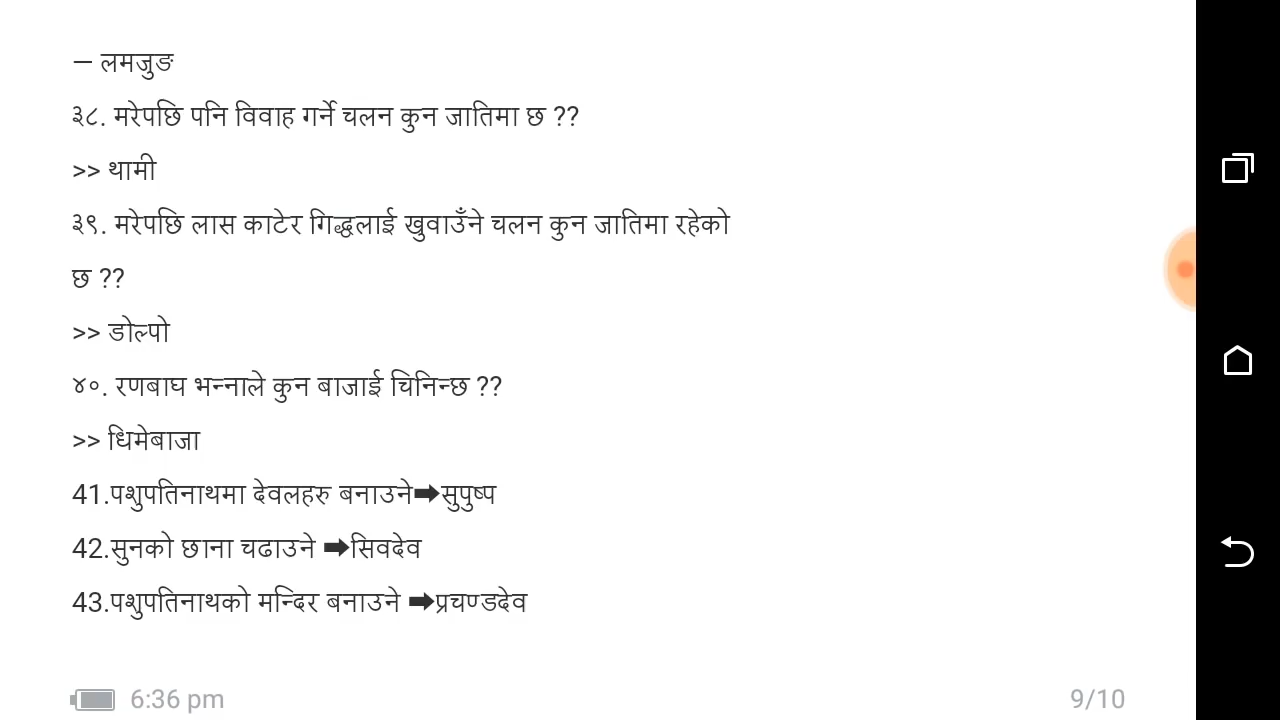 — लमजुङ
३८. मरेपछि पनि विवाह गर्ने चलन कुन जातिमा छ ??
>> थामी
३९. मरेपछि लास काटेर गिद्धलाई खुवाउँने चलन कुन जातिमा रहेको
छ ??
>> डोल्पो
४०. रणबाघ भन्नाले कुन बाजाई चिनिन्छ ??
>> धिमेबाजा
41.पशुपतिनाथमा देवलहरु बनाउने➡सुपुष्प
42.सुनको छाना चढाउने ➡सिवदेव
43.पशुपतिनाथको मन्दिर बनाउने ➡प्रचण्डदेव
6:36 pm 9/10